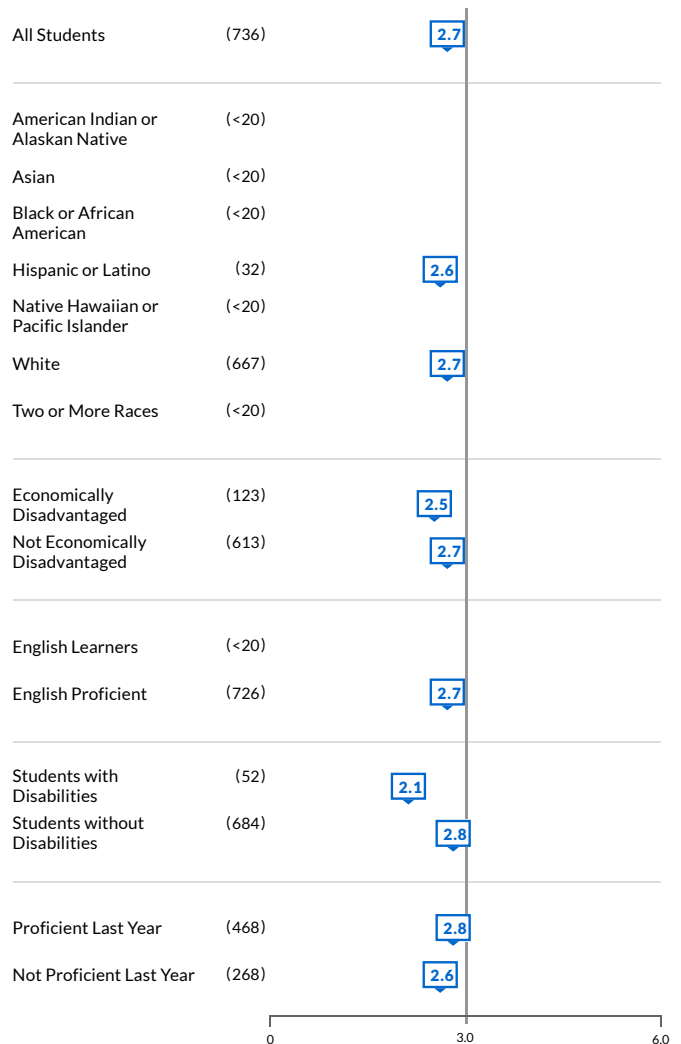 All Students (736) 2.7
American Indian or (<20)
Alaskan Native
Asian (<20)
Black or African (<20)
American
Hispanic or Latino (32) 2.6
Native Hawaiian or (<20)
Pacific Islander
White (667) 2.7
Two or More Races (<20)
Economically (123) 2.5
Disadvantaged
Not Economically (613) 2.7
Disadvantaged
English Learners (<20)
English Proficient (726) 2.7
Students with (52) 2.1
Disabilities
Students without (684) 2.8
Disabilities
Proficient Last Year (468) 2.8
Not Proficient Last Year (268) 2.6
0 3.0 6.0